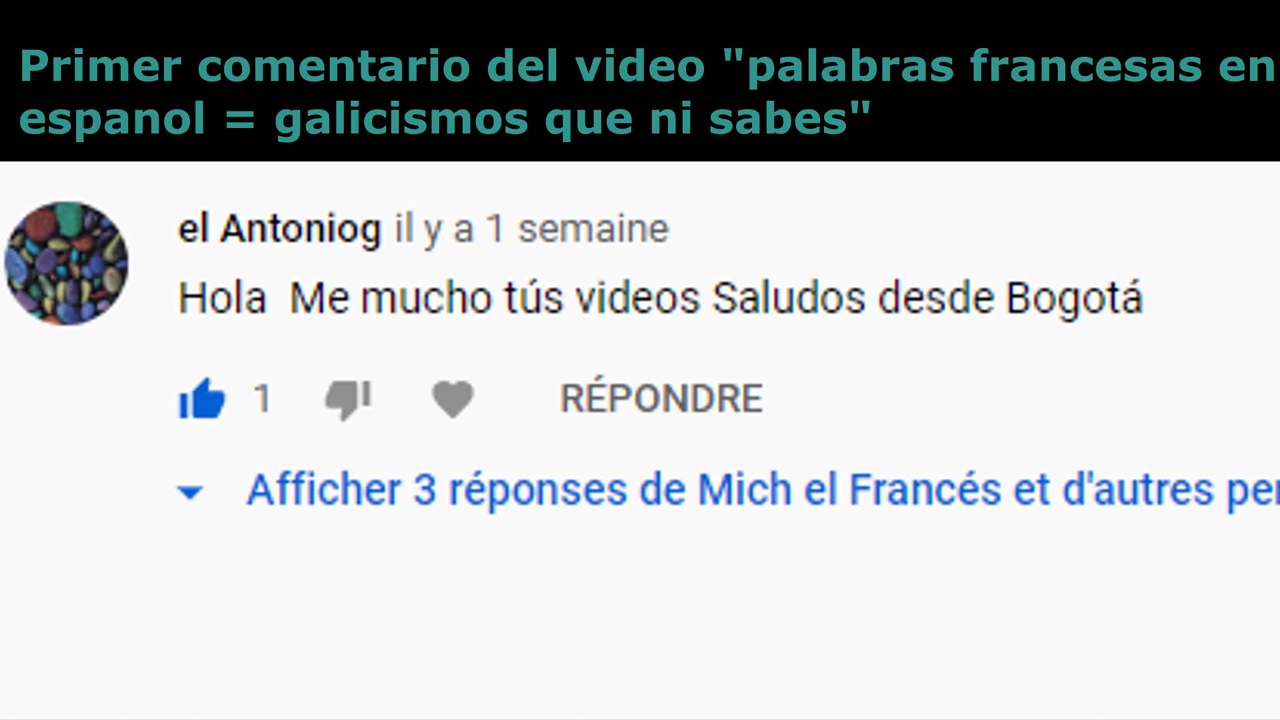 Primer comentario del video "palabras francesas en
espanol = galicismos que ni sabes"
el Antoniog il y a 1 semaine
Hola  Me mucho tús videos Saludos desde Bogotá
1 RÉPONDRE
Afficher 3 réponses de Mich el Francés et d'autres